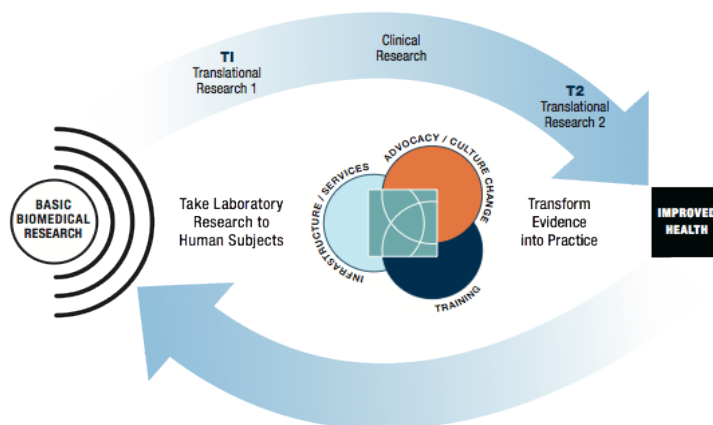 T1
Translational
Research 1
Clinical
Research
T2
Translational
Research 2
BASIC
BIOMEDICAL
RESEARCH
Take Laboratory
Research to
Human Subjects
INFRASTRUCTURE / SERVICES
ADVOCACY / CULTURE CHANGE
TRAINING
Transform
Evidence
into Practice
IMPROVED
HEALTH